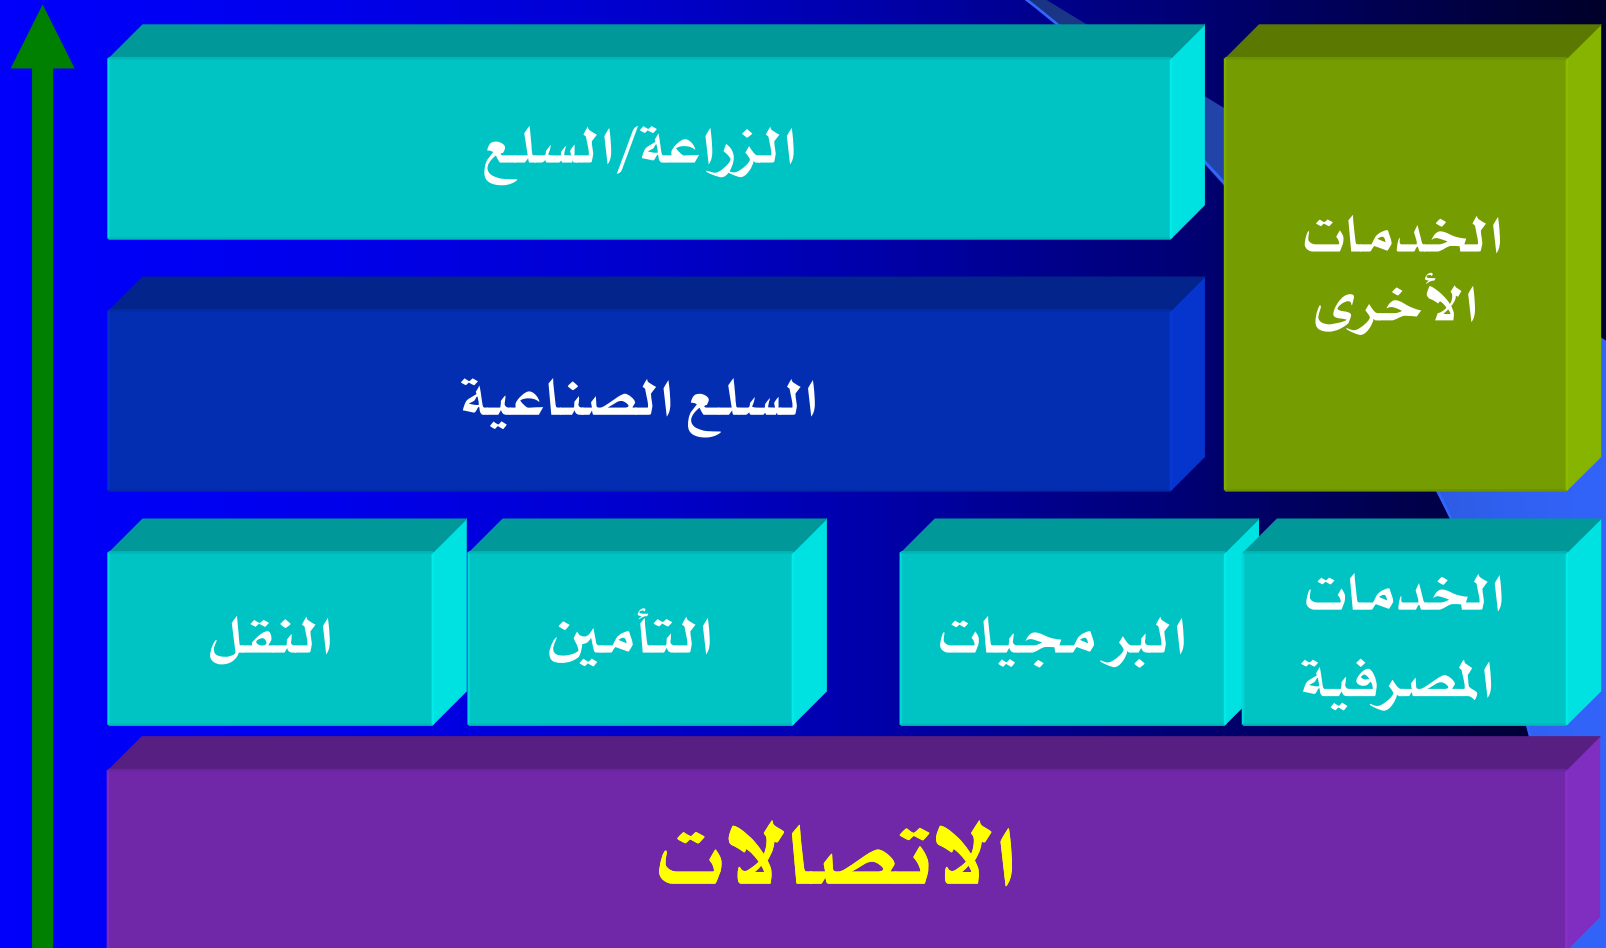 الزراعة/السلع
الخدمات
الأخرى
السلع الصناعية
الخدمات
المصرفية
البرمجيات
التأمين
النقل
الاتصالات